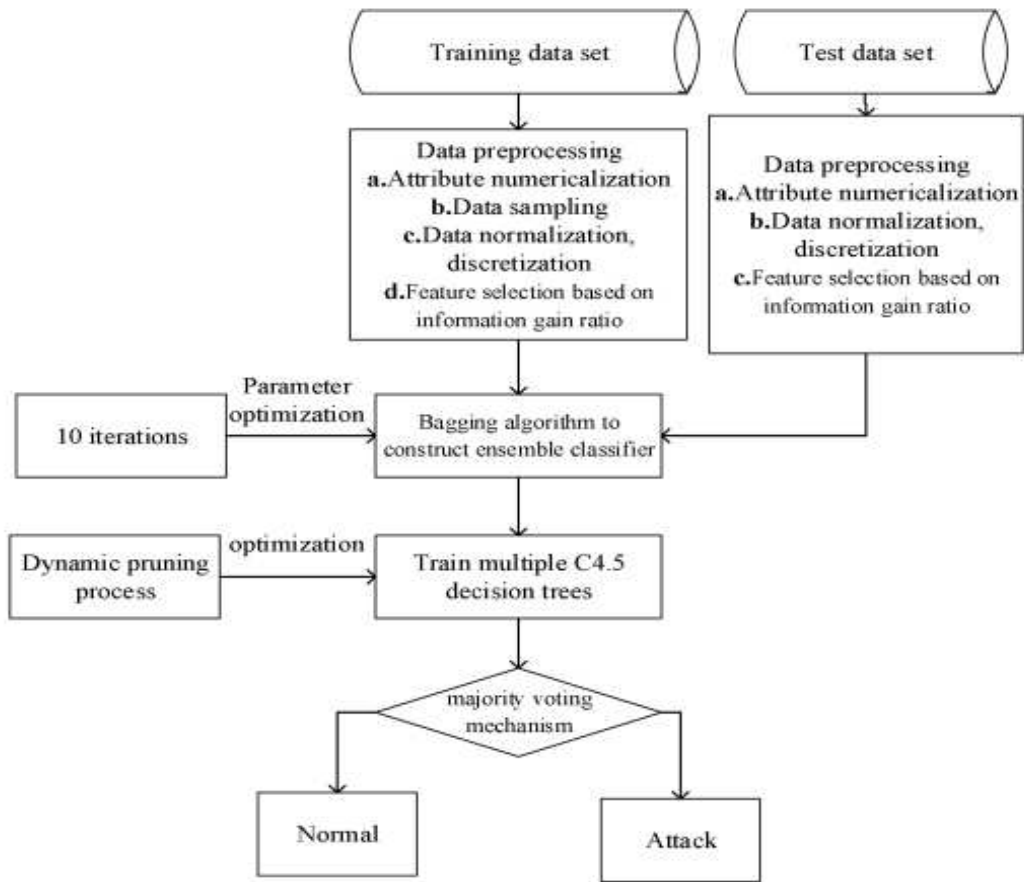 Training data set
Test data set
Data preprocessing
a.Attribute numericalization
b.Data sampling
c.Data normalization,
discretization
d.Feature selection based on
information gain ratio
Data preprocessing
a.Attribute numericalization
b.Data normalization,
discretization
c.Feature selection based on
information gain ratio
10 iterations
Parameter
optimization
Bagging algorithm to
construct ensemble classifier
Dynamic pruning
process
optimization
Train multiple C4.5
decision trees
majority voting
mechanism
Normal
Attack